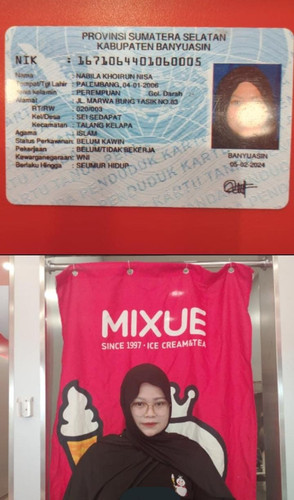 PROVINSI SUMATERA SELATAN
KABUPATEN BANYUASIN
NIK : 1671064401060005
Nama : NABILA KHOIRUN NISA
Tempat/Tgl Lahir : PALEMBANG, 04-01-2006
Jenis kelamin : PEREMPUAN Gol. Darah
Alamat : JL. MARWA BUNG TASIK NO.83
RT/RW : 020/003
Kel/Desa : SEI SEDAPAT
Kecamatan : TALANG KELAPA
Agama : ISLAM
Status Perkawinan: BELUM KAWIN
Pekerjaan : BELUM/TIDAK BEKERJA
Kewarganegaraan: WNI
Berlaku Hingga : SEUMUR HIDUP
BANYUASIN
05-02-2024
MIXUE
SINCE 1997 · ICE CREAM&TEA